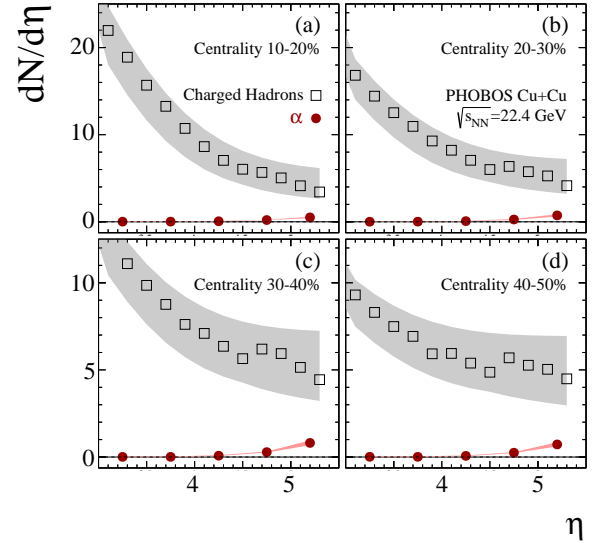 dN/dη
(a)
Centrality 10-20%
Charged Hadrons
α
20
10
0
(b)
Centrality 20-30%
PHOBOS Cu+Cu
√s_NN=22.4 GeV
(c)
Centrality 30-40%
10
5
0
4
5
(d)
Centrality 40-50%
4
5
η